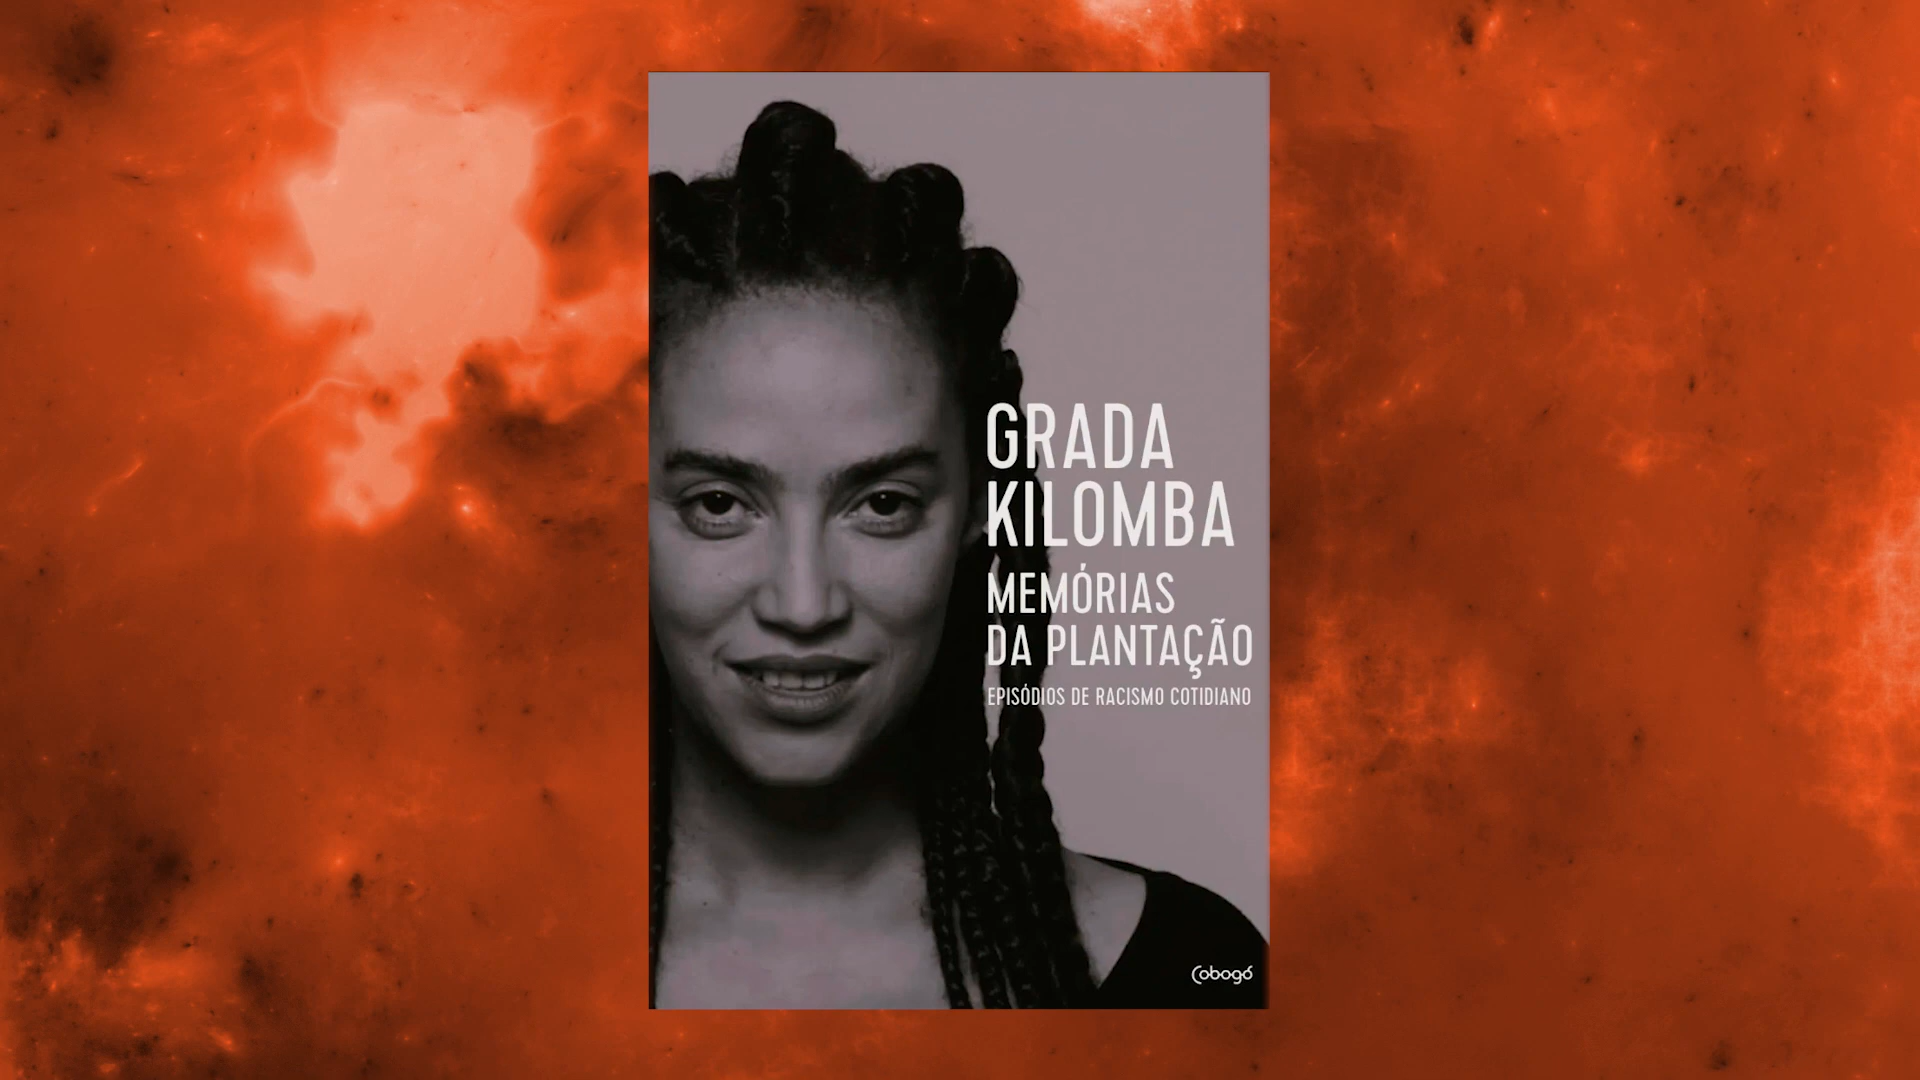 GRADA
KILOMBA
MEMÓRIAS
DA PLANTAÇÃO
EPISÓDIOS DE RACISMO COTIDIANO
Cobogó